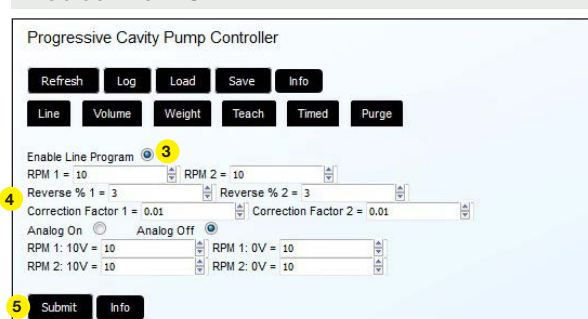 Progressive Cavity Pump Controller
Refresh Log Load Save Info
Line Volume Weight Teach Timed Purge
Enable Line Program 3
RPM 1 = 10 RPM 2 = 10
4 Reverse % 1 = 3 Reverse % 2 = 3
Correction Factor 1 = 0.01 Correction Factor 2 = 0.01
Analog On Analog Off
RPM 1: 10V = 10 RPM 1: 0V = 10
RPM 2: 10V = 10 RPM 2: 0V = 10
5 Submit Info